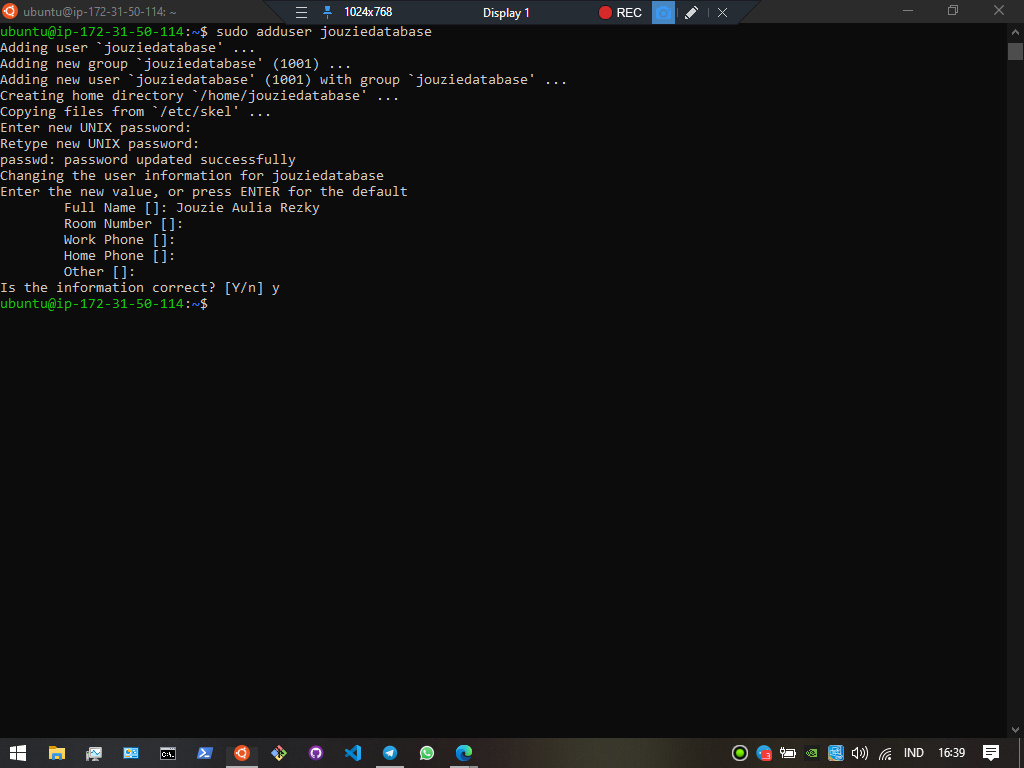 ubuntu@ip-172-31-50-114: ~
1024x768
Display 1
REC
ubuntu@ip-172-31-50-114:~$ sudo adduser jouziedatabase
Adding user `jouziedatabase' ...
Adding new group `jouziedatabase' (1001) ...
Adding new user `jouziedatabase' (1001) with group `jouziedatabase' ...
Creating home directory `/home/jouziedatabase' ...
Copying files from `/etc/skel' ...
Enter new UNIX password:
Retype new UNIX password:
passwd: password updated successfully
Changing the user information for jouziedatabase
Enter the new value, or press ENTER for the default
        Full Name []: Jouzie Aulia Rezky
        Room Number []:
        Work Phone []:
        Home Phone []:
        Other []:
Is the information correct? [Y/n] y
ubuntu@ip-172-31-50-114:~$
IND
16:39